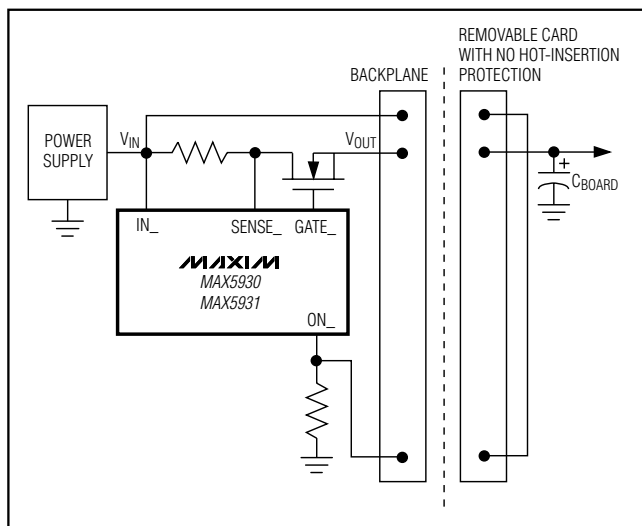 REMOVABLE CARD
WITH NO HOT-INSERTION
PROTECTION
BACKPLANE
POWER
SUPPLY
VIN
VOUT
+
CBOARD
IN_
SENSE_
GATE_
MAXIM
MAX5930
MAX5931
ON_